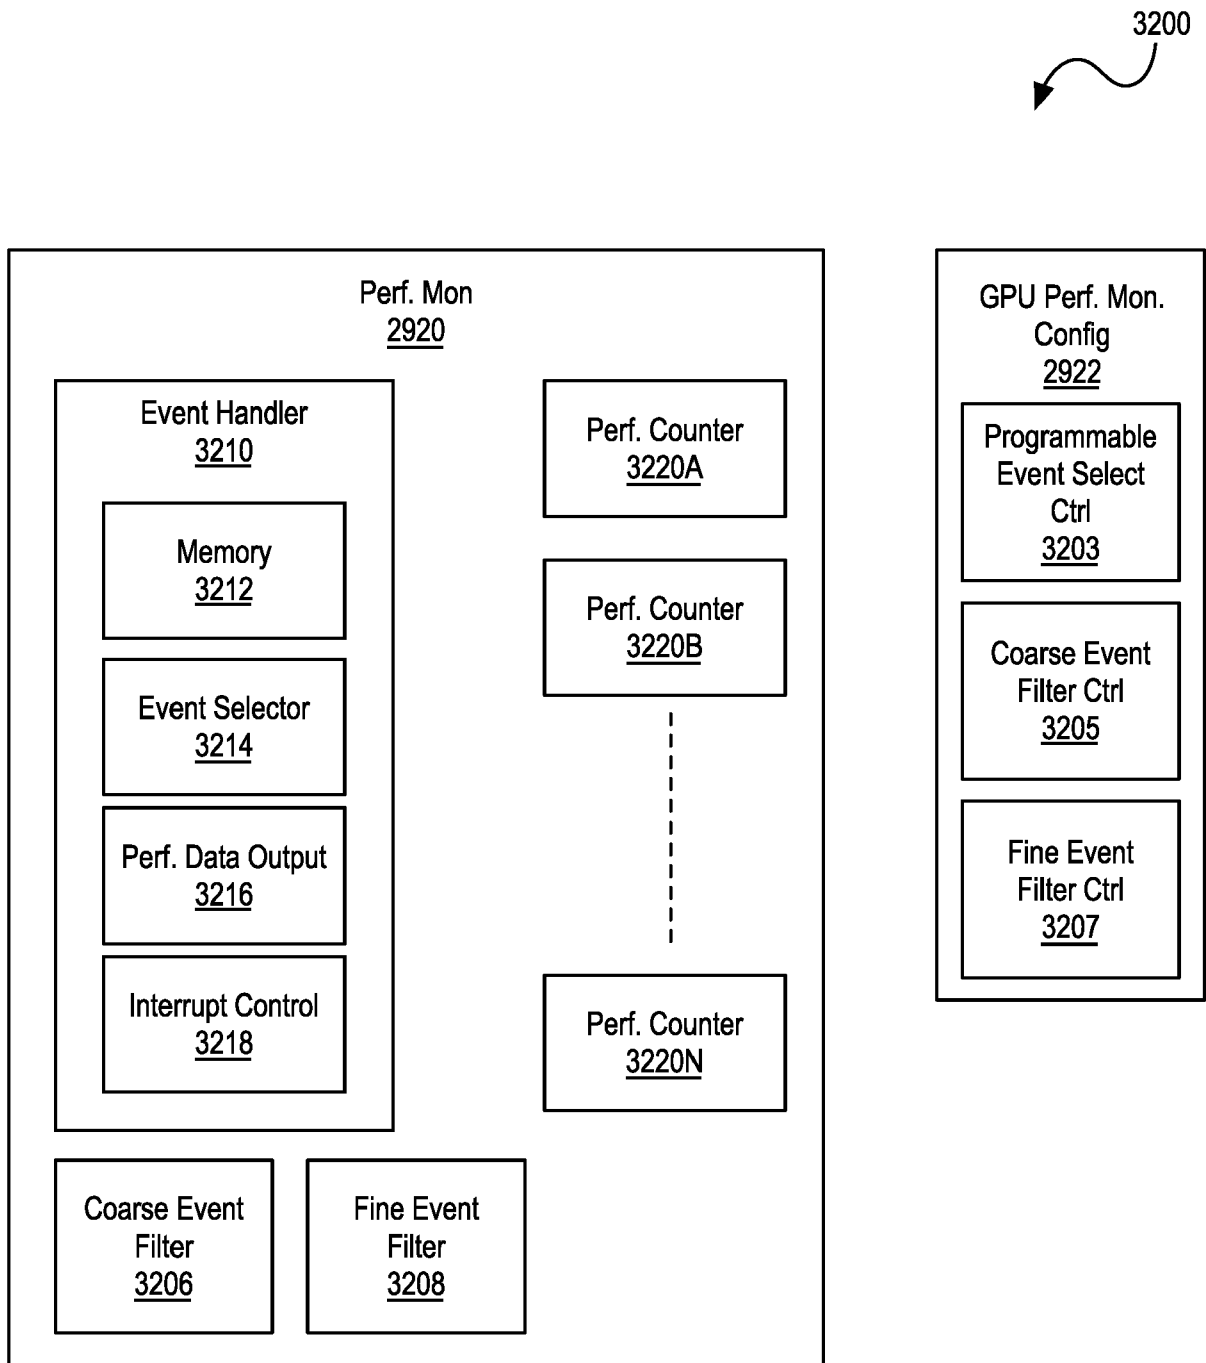 3200
Perf. Mon
2920
Event Handler
3210
Memory
3212
Event Selector
3214
Perf. Data Output
3216
Interrupt Control
3218
Coarse Event
Filter
3206
Fine Event
Filter
3208
Perf. Counter
3220A
Perf. Counter
3220B
Perf. Counter
3220N
GPU Perf. Mon.
Config
2922
Programmable
Event Select
Ctrl
3203
Coarse Event
Filter Ctrl
3205
Fine Event
Filter Ctrl
3207